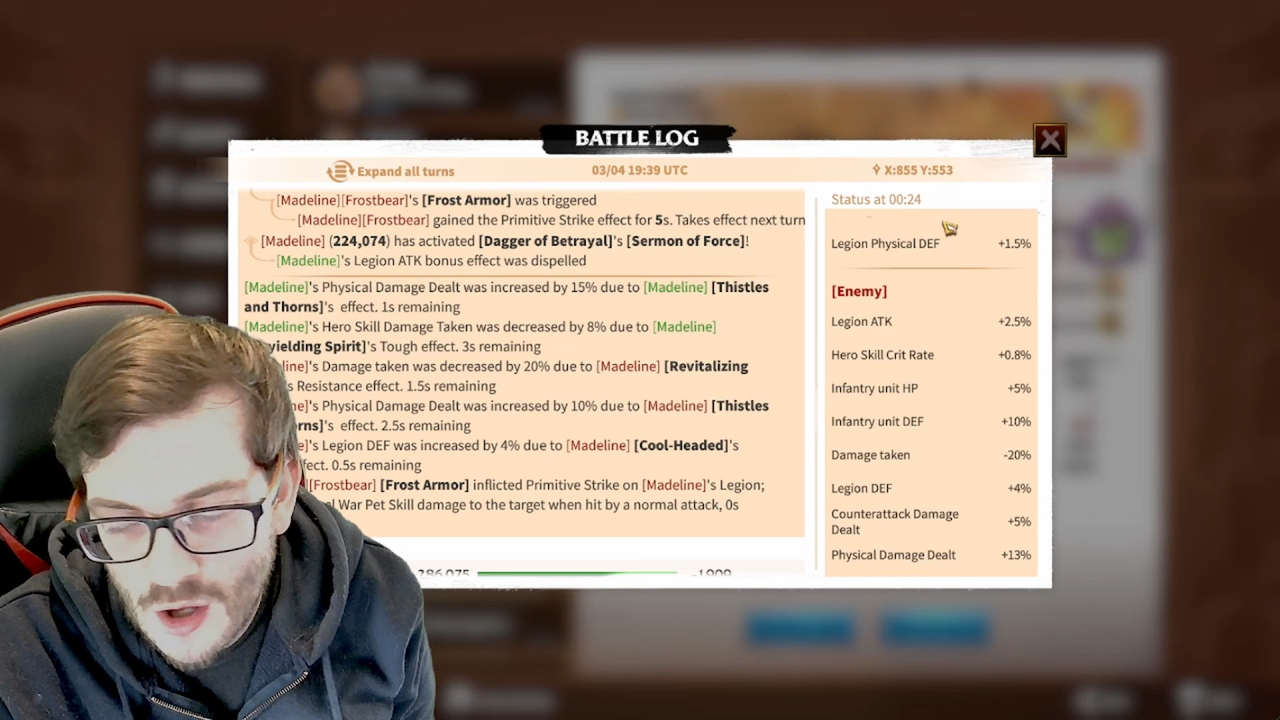 BATTLE LOG
Expand all turns
03/04 19:39 UTC
X:855 Y:553
[Madeline][Frostbear]'s [Frost Armor] was triggered
[Madeline][Frostbear] gained the Primitive Strike effect for 5s. Takes effect next turn
[Madeline] (224,074) has activated [Dagger of Betrayal]'s [Sermon of Force]!
[Madeline]'s Legion ATK bonus effect was dispelled
[Madeline]'s Physical Damage Dealt was increased by 15% due to [Madeline] [Thistles
and Thorns]'s effect. 1s remaining
[Madeline]'s Hero Skill Damage Taken was decreased by 8% due to [Madeline]
yielding Spirit]'s Tough effect. 3s remaining
line]'s Damage taken was decreased by 20% due to [Madeline] [Revitalizing
s Resistance effect. 1.5s remaining
e]'s Physical Damage Dealt was increased by 10% due to [Madeline] [Thistles
rns]'s effect. 2.5s remaining
e]'s Legion DEF was increased by 4% due to [Madeline] [Cool-Headed]'s
fect. 0.5s remaining
[Frostbear] [Frost Armor] inflicted Primitive Strike on [Madeline]'s Legion;
l War Pet Skill damage to the target when hit by a normal attack, 0s
286,075
-1909
Status at 00:24
Legion Physical DEF +1.5%
[Enemy]
Legion ATK +2.5%
Hero Skill Crit Rate +0.8%
Infantry unit HP +5%
Infantry unit DEF +10%
Damage taken -20%
Legion DEF +4%
Counterattack Damage
Dealt +5%
Physical Damage Dealt +13%